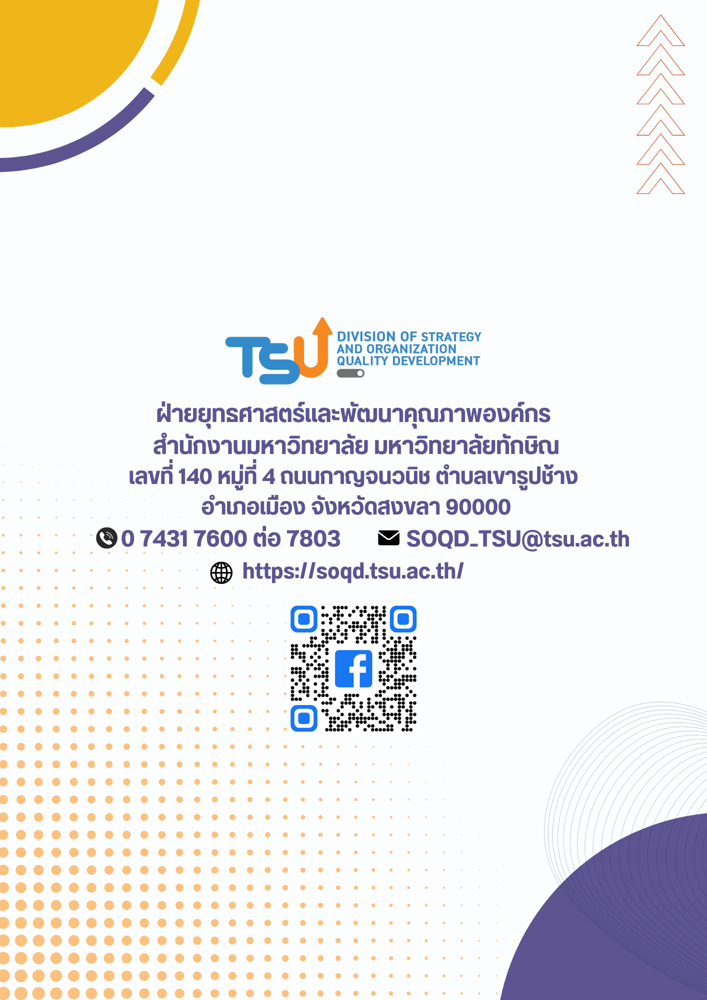 TSU
DIVISION OF STRATEGY
AND ORGANIZATION
QUALITY DEVELOPMENT
ฝ่ายยุทธศาสตร์และพัฒนาคุณภาพองค์กร
สำนักงานมหาวิทยาลัย มหาวิทยาลัยทักษิณ
เลขที่ 140 หมู่ที่ 4 ถนนกาญจนวนิช ตำบลเขารูปช้าง
อำเภอเมือง จังหวัดสงขลา 90000
0 7431 7600 ต่อ 7803 SOQD_TSU@tsu.ac.th
https://soqd.tsu.ac.th/